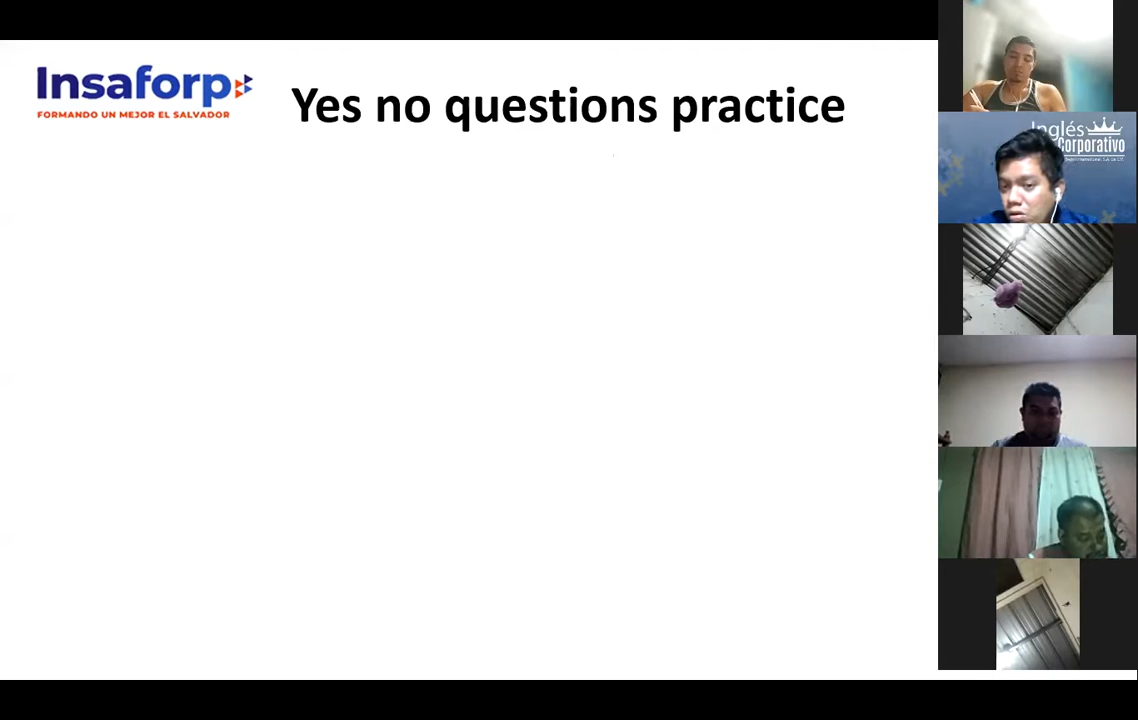 Insaforp
FORMANDO UN MEJOR EL SALVADOR
Yes no questions practice
Inglés
Corporativo